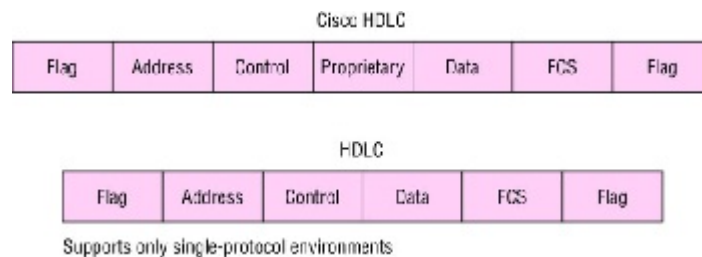 Cisco HDLC
Flag Address Control Proprietary Data FCS Flag
HDLC
Flag Address Control Data FCS Flag
Supports only single-protocol environments